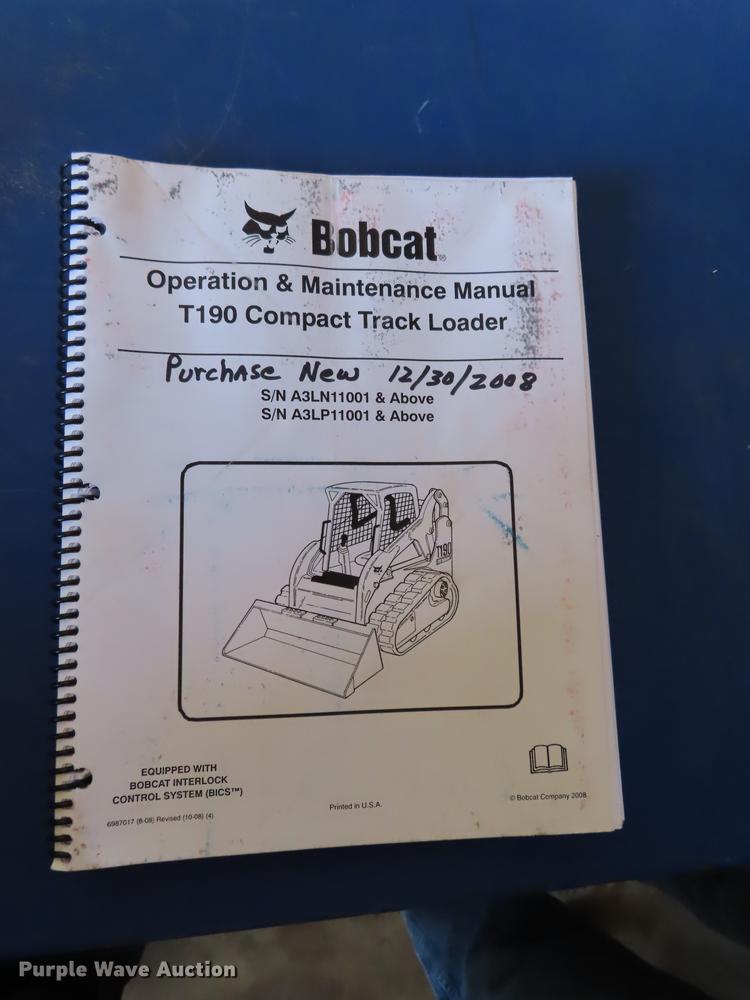 Bobcat®
Operation & Maintenance Manual
T190 Compact Track Loader
Purchase New 12/30/2008
S/N A3LN11001 & Above
S/N A3LP11001 & Above
T190
EQUIPPED WITH
BOBCAT INTERLOCK
CONTROL SYSTEM (BICS™)
6987017 (8-08) Revised (10-08) (4)
Printed in U.S.A.
© Bobcat Company 2008
Purple Wave Auction